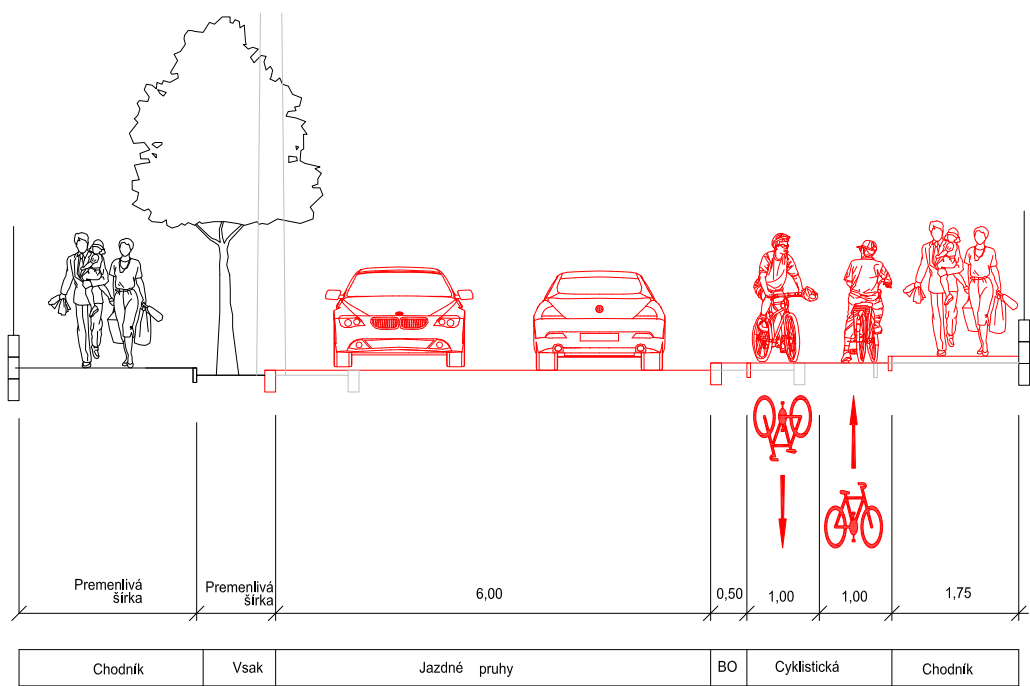 Premenlivá
šírka
Premenlivá
šírka
6,00
0,50
1,00
1,00
1,75
Chodník
Vsak
Jazdné pruhy
BO
Cyklistická
Chodník